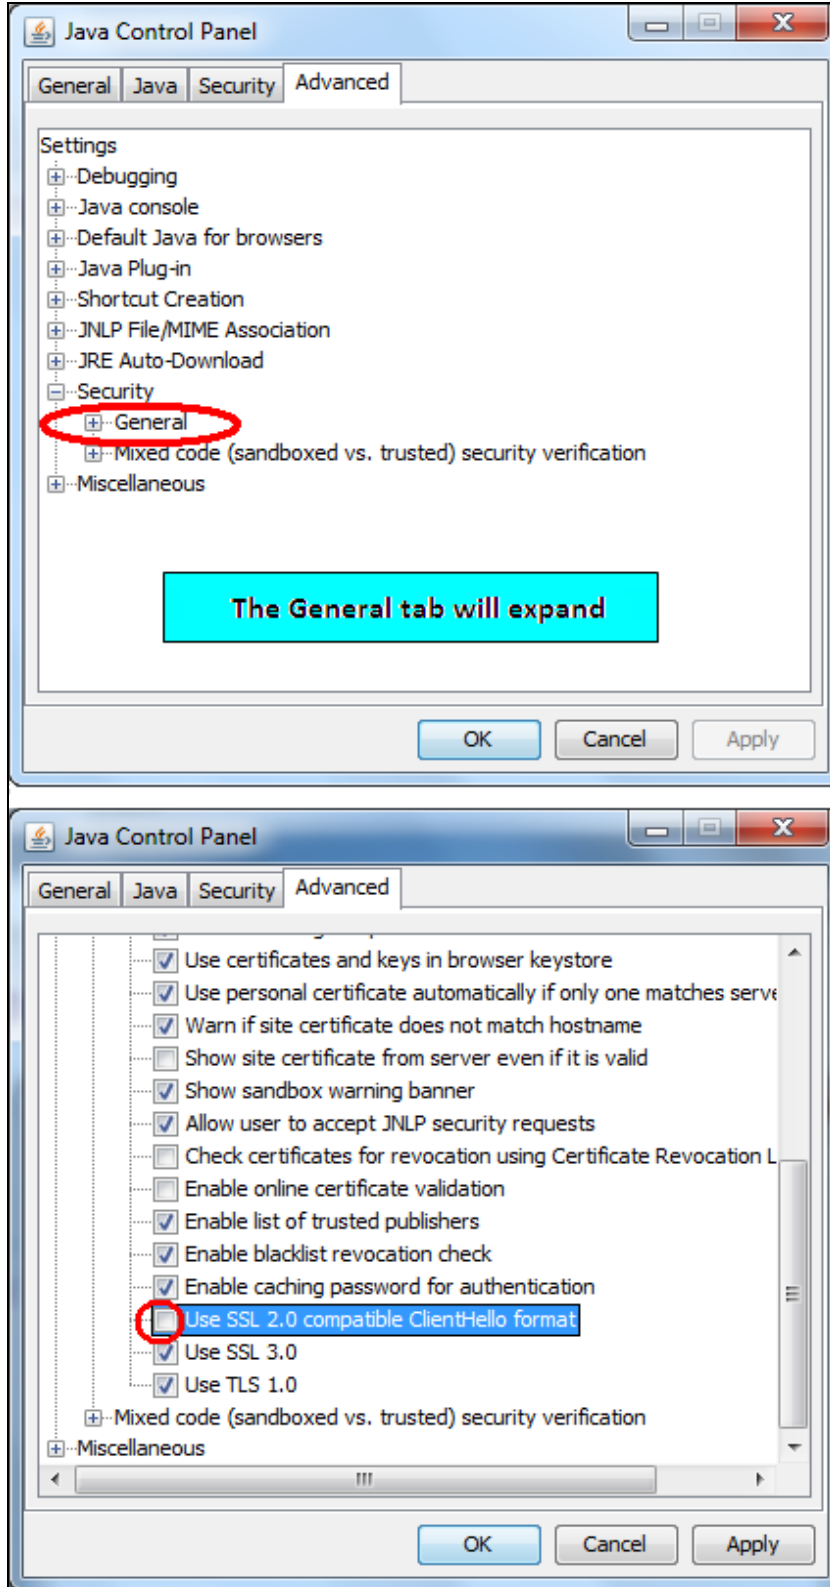 Java Control Panel
General Java Security Advanced
Settings
Debugging
Java console
Default Java for browsers
Java Plug-in
Shortcut Creation
JNLP File/MIME Association
JRE Auto-Download
Security
General
Mixed code (sandboxed vs. trusted) security verification
Miscellaneous
The General tab will expand
OK Cancel Apply
Java Control Panel
General Java Security Advanced
Use certificates and keys in browser keystore
Use personal certificate automatically if only one matches serve
Warn if site certificate does not match hostname
Show site certificate from server even if it is valid
Show sandbox warning banner
Allow user to accept JNLP security requests
Check certificates for revocation using Certificate Revocation L
Enable online certificate validation
Enable list of trusted publishers
Enable blacklist revocation check
Enable caching password for authentication
Use SSL 2.0 compatible ClientHello format
Use SSL 3.0
Use TLS 1.0
Mixed code (sandboxed vs. trusted) security verification
Miscellaneous
OK Cancel Apply